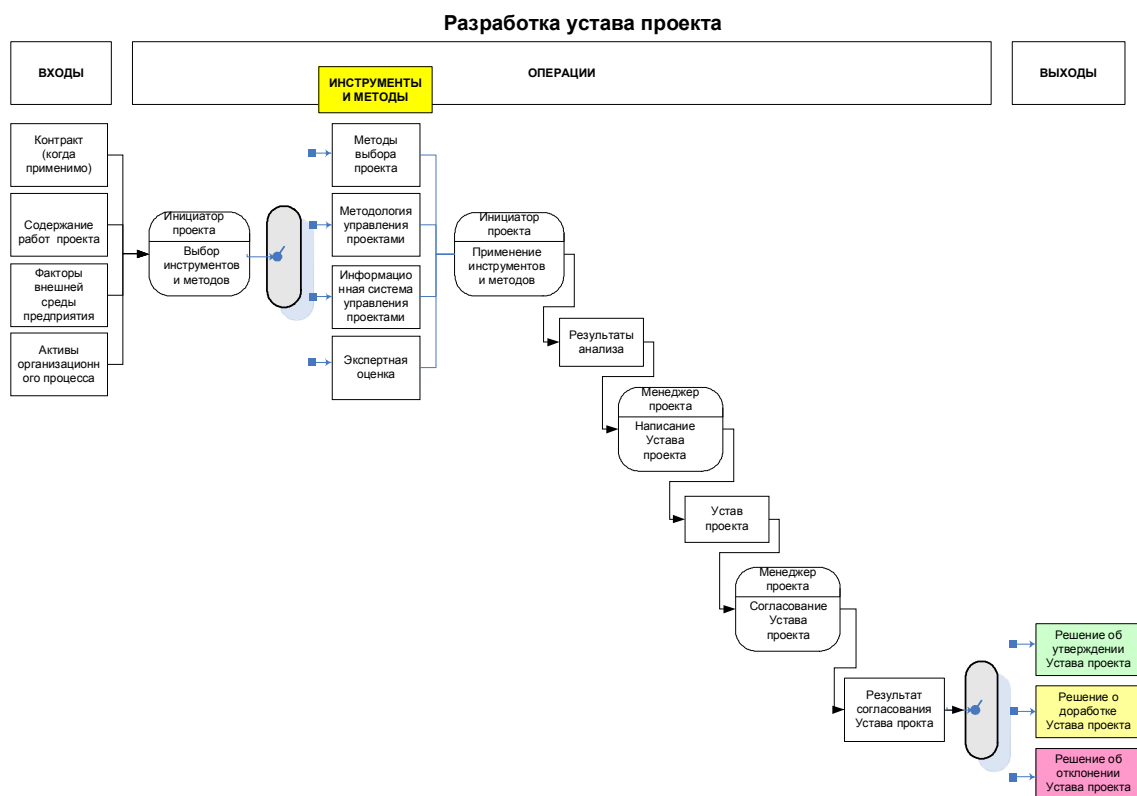 Разработка устава проекта
ВХОДЫ
ОПЕРАЦИИ
ИНСТРУМЕНТЫ
И МЕТОДЫ
ВЫХОДЫ
Контракт
(когда
применимо)
Содержание
работ проекта
Факторы
внешней
среды
предприятия
Активы
организационн
ого процесса
Инициатор
проекта
Выбор
инструментов
и методов
Методы
выбора
проекта
Методология
управления
проектами
Информацио
нная система
управления
проектами
Экспертная
оценка
Инициатор
проекта
Применение
инструментов
и методов
Результаты
анализа
Менеджер
проекта
Написание
Устава
проекта
Устав
проекта
Менеджер
проекта
Согласование
Устава
проекта
Результат
согласования
Устава прокта
Решение об
утверждении
Устава проекта
Решение о
доработке
Устава проекта
Решение об
отклонении
Устава проекта